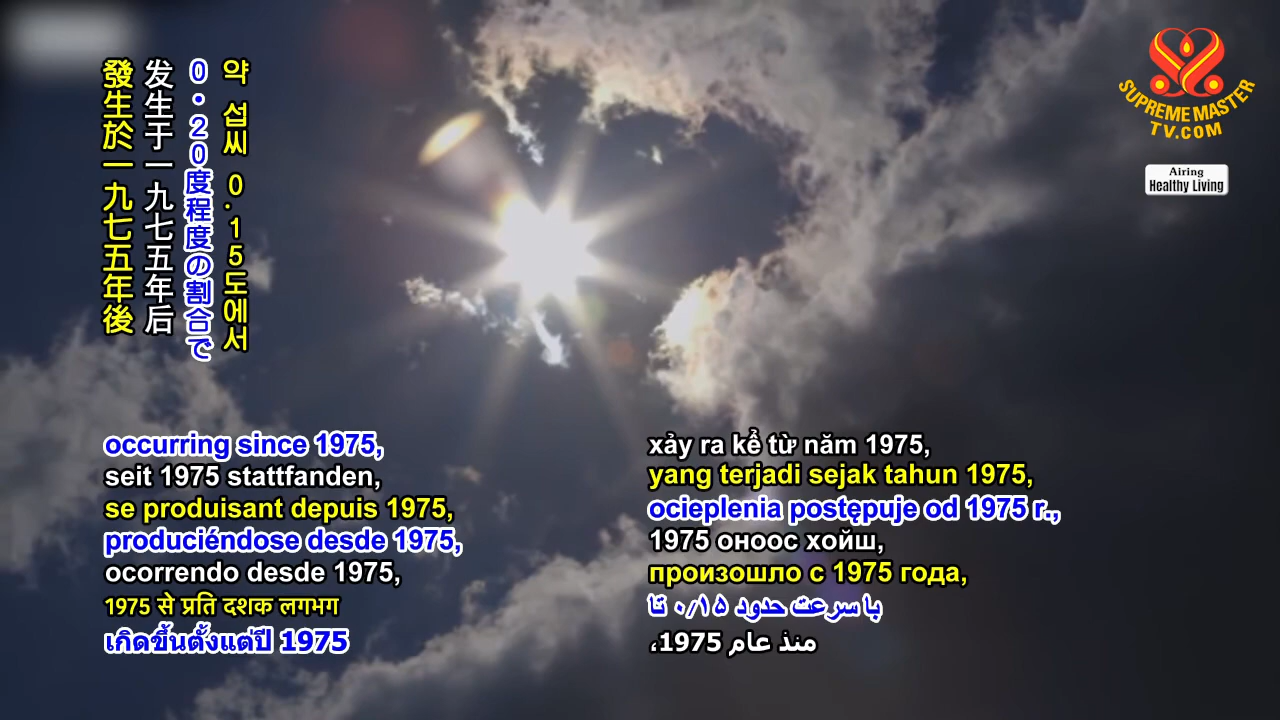 發生於一九七五年後
发生于一九七五年后
0・20度程度の割合で
약 섭씨 0.15도에서
SUPREME MASTER
TV.COM
Airing
Healthy Living
occurring since 1975,
seit 1975 stattfanden,
se produisant depuis 1975,
produciéndose desde 1975,
ocorrendo desde 1975,
1975 से प्रति दशक लगभग
เกิดขึ้นตั้งแต่ปี 1975
xảy ra kể từ năm 1975,
yang terjadi sejak tahun 1975,
ocieplenia postępuje od 1975 r.,
1975 оноос хойш,
произошло с 1975 года,
با سرعت حدود ۰/۱۵ تا
منذ عام 1975،